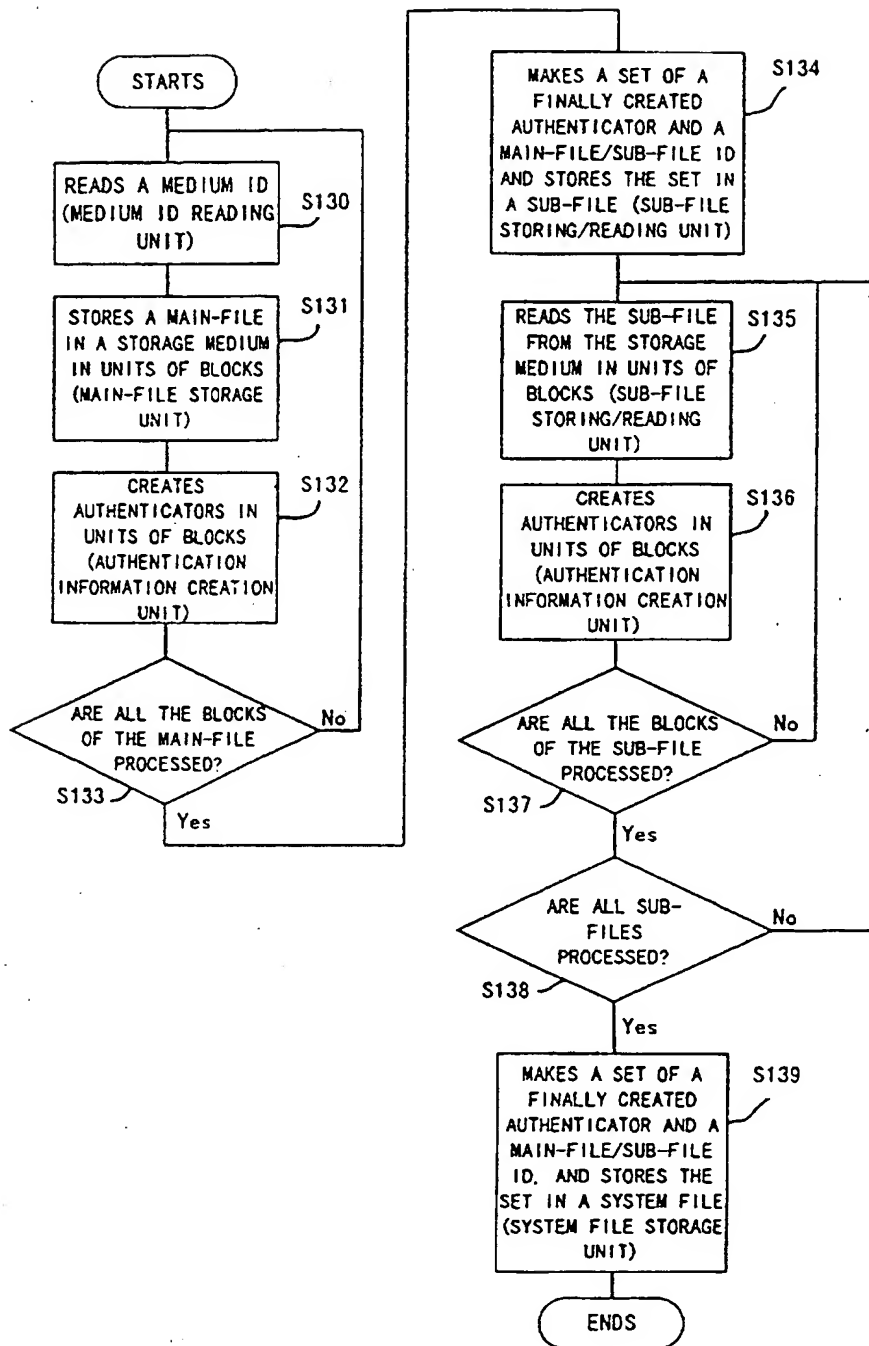 STARTS
READS A MEDIUM ID
(MEDIUM ID READING
UNIT)
S130
STORES A MAIN-FILE
IN A STORAGE MEDIUM
IN UNITS OF BLOCKS
(MAIN-FILE STORAGE
UNIT)
S131
CREATES
AUTHENTICATORS IN
UNITS OF BLOCKS
(AUTHENTICATION
INFORMATION CREATION
UNIT)
S132
ARE ALL THE BLOCKS
OF THE MAIN-FILE
PROCESSED?
No
S133
Yes
MAKES A SET OF A
FINALLY CREATED
AUTHENTICATOR AND A
MAIN-FILE/SUB-FILE ID
AND STORES THE SET IN
A SUB-FILE (SUB-FILE
STORING/READING UNIT)
S134
READS THE SUB-FILE
FROM THE STORAGE
MEDIUM IN UNITS OF
BLOCKS (SUB-FILE
STORING/READING
UNIT)
S135
CREATES
AUTHENTICATORS IN
UNITS OF BLOCKS
(AUTHENTICATION
INFORMATION CREATION
UNIT)
S136
ARE ALL THE BLOCKS
OF THE SUB-FILE
PROCESSED?
No
S137
Yes
ARE ALL SUB-
FILES
PROCESSED?
No
S138
Yes
MAKES A SET OF A
FINALLY CREATED
AUTHENTICATOR AND A
MAIN-FILE/SUB-FILE
ID, AND STORES THE
SET IN A SYSTEM FILE
(SYSTEM FILE STORAGE
UNIT)
S139
ENDS